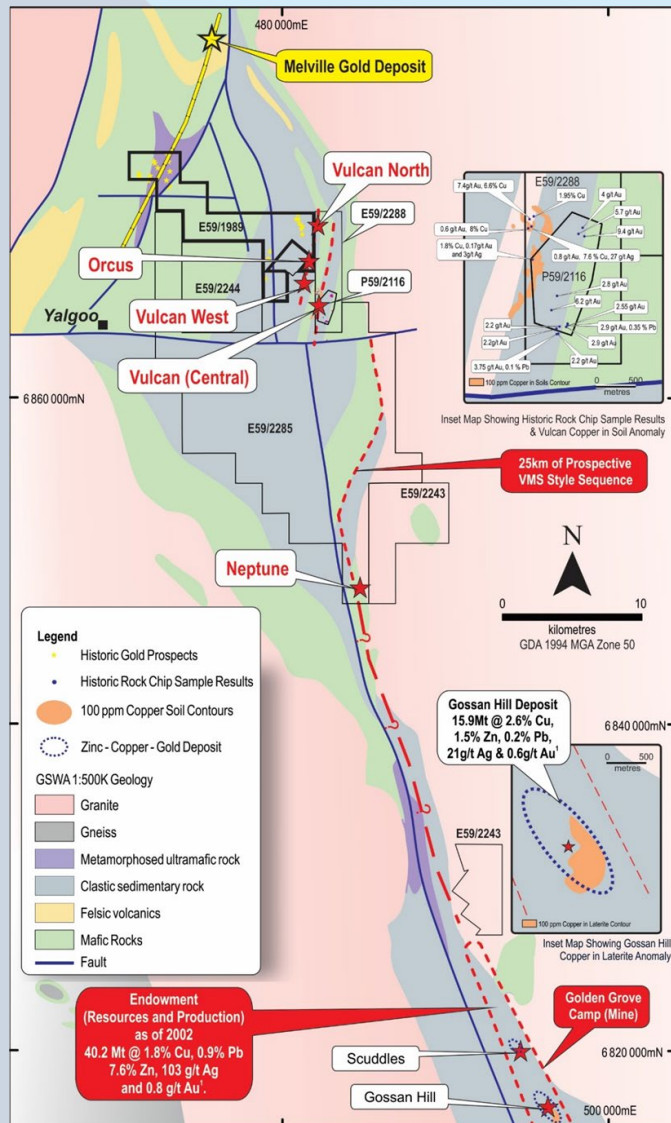 480 000mE
Melville Gold Deposit
Vulcan North
E59/1989
E59/2288
Orcus
E59/2244
P59/2116
Vulcan West
Yalgoo
Vulcan (Central)
6 860 000mN
E59/2285
E59/2288
7.4g/t Au, 6.6% Cu
1.95% Cu
4 g/t Au
5.7 g/t Au
0.6 g/t Au, 8% Cu
9.4 g/t Au
1.8% Cu, 0.17g/t Au
and 3g/t Ag
0.8 g/t Au, 7.6 % Cu, 27 g/t Ag
P59/2116
2.8 g/t Au
6.2 g/t Au
2.55 g/t Au
2.2 g/t Au
2.9 g/t Au, 0.35 % Pb
2.2g/t Au
2.9 g/t Au
2.2 g/t Au
3.75 g/t Au, 0.1 % Pb
100 ppm Copper in Soils Contour
0 500
metres
Inset Map Showing Historic Rock Chip Sample Results
& Vulcan Copper in Soil Anomaly
25km of Prospective
VMS Style Sequence
E59/2243
Neptune
N
0 10
kilometres
GDA 1994 MGA Zone 50
?
?
?
Legend
Historic Gold Prospects
Historic Rock Chip Sample Results
100 ppm Copper Soil Contours
Zinc - Copper - Gold Deposit
GSWA 1:500K Geology
Granite
Gneiss
Metamorphosed ultramafic rock
Clastic sedimentary rock
Felsic volcanics
Mafic Rocks
Fault
Gossan Hill Deposit
15.9Mt @ 2.6% Cu,
1.5% Zn, 0.2% Pb,
21g/t Ag & 0.6g/t Au¹
6 840 000mN
0 500
metres
100 ppm Copper in Laterite Contour
Inset Map Showing Gossan Hill
Copper in Laterite Anomaly
E59/2243
Endowment
(Resources and Production)
as of 2002
40.2 Mt @ 1.8% Cu, 0.9% Pb
7.6% Zn, 103 g/t Ag
and 0.8 g/t Au¹.
Golden Grove
Camp (Mine)
Scuddles
6 820 000mN
Gossan Hill
500 000mE